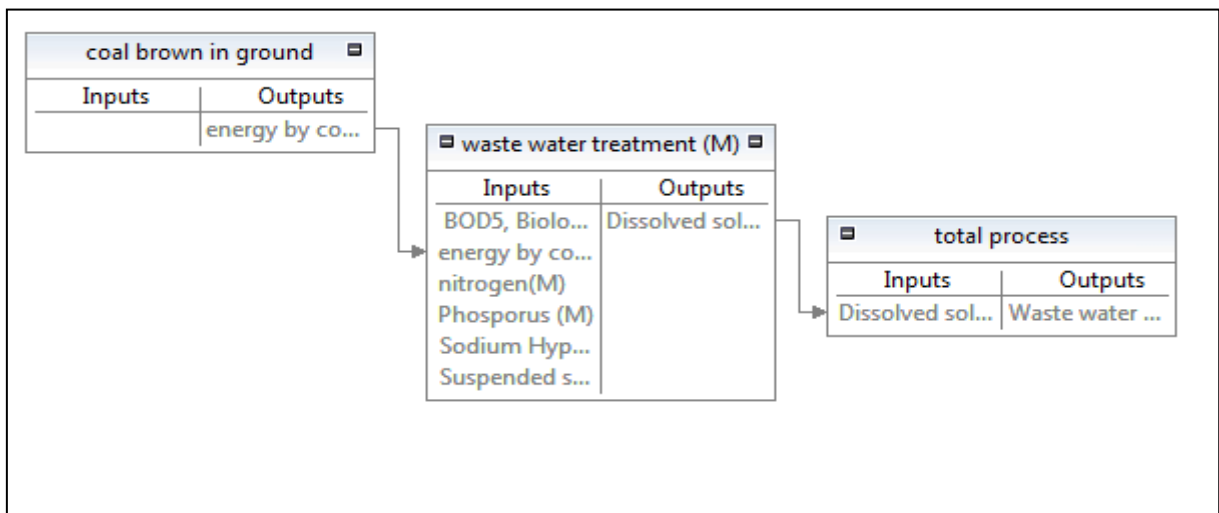 coal brown in ground
Inputs Outputs
energy by co...
waste water treatment (M)
Inputs Outputs
BOD5, Biolo... Dissolved sol...
energy by co...
nitrogen(M)
Phosporus (M)
Sodium Hyp...
Suspended s...
total process
Inputs Outputs
Dissolved sol... Waste water ...